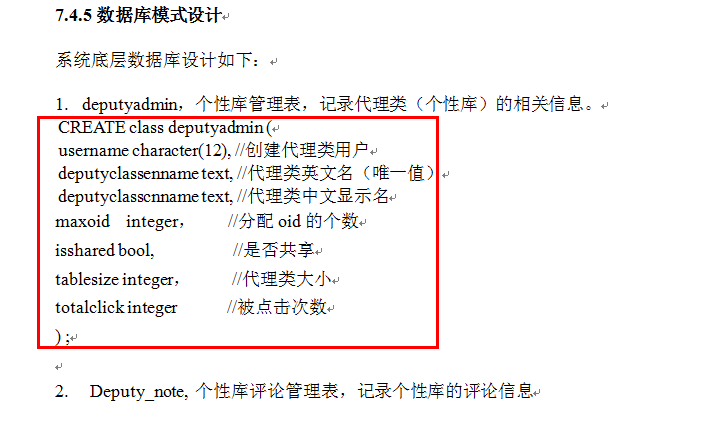 7.4.5 数据库模式设计
系统底层数据库设计如下：
1. deputyadmin，个性库管理表，记录代理类（个性库）的相关信息。
CREATE class deputyadmin (
username character(12), //创建代理类用户
deputyclassenname text, //代理类英文名（唯一值）
deputyclasscnname text, //代理类中文显示名
maxoid integer， //分配 oid 的个数
isshared bool, //是否共享
tablesize integer， //代理类大小
totalclick integer //被点击次数
) ;
2. Deputy_note, 个性库评论管理表，记录个性库的评论信息